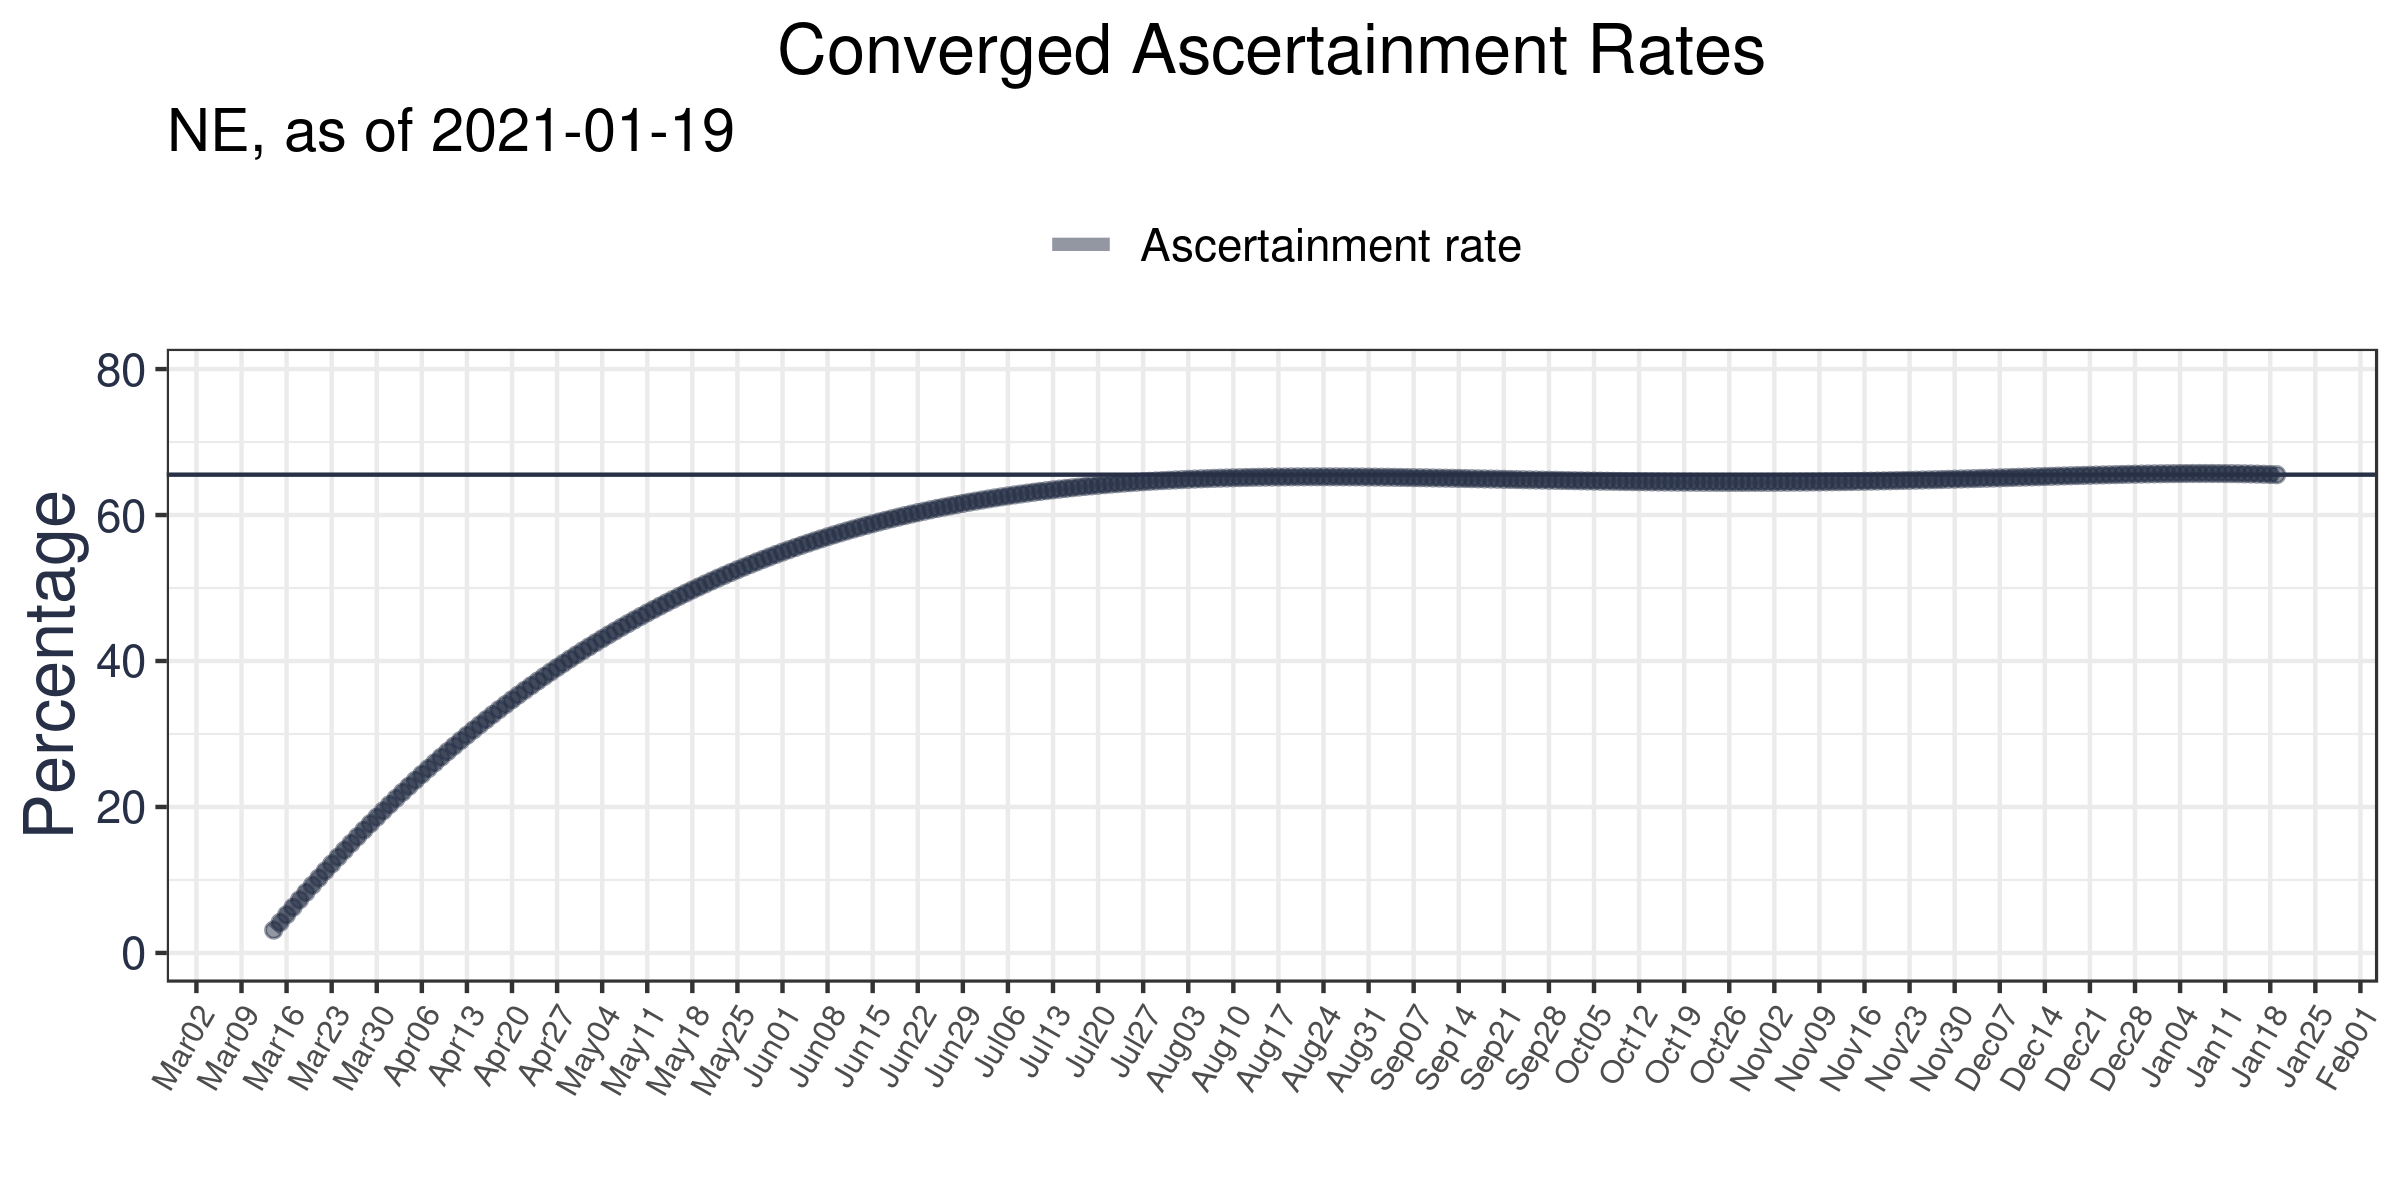 Converged Ascertainment Rates
NE, as of 2021-01-19
Ascertainment rate
Percentage
80
60
40
20
0
Mar02 Mar09 Mar16 Mar23 Mar30 Apr06 Apr13 Apr20 Apr27 May04 May11 May18 May25 Jun01 Jun08 Jun15 Jun22 Jun29 Jul06 Jul13 Jul20 Jul27 Aug03 Aug10 Aug17 Aug24 Aug31 Sep07 Sep14 Sep21 Sep28 Oct05 Oct12 Oct19 Oct26 Nov02 Nov09 Nov16 Nov23 Nov30 Dec07 Dec14 Dec21 Dec28 Jan04 Jan11 Jan18 Jan25 Feb01